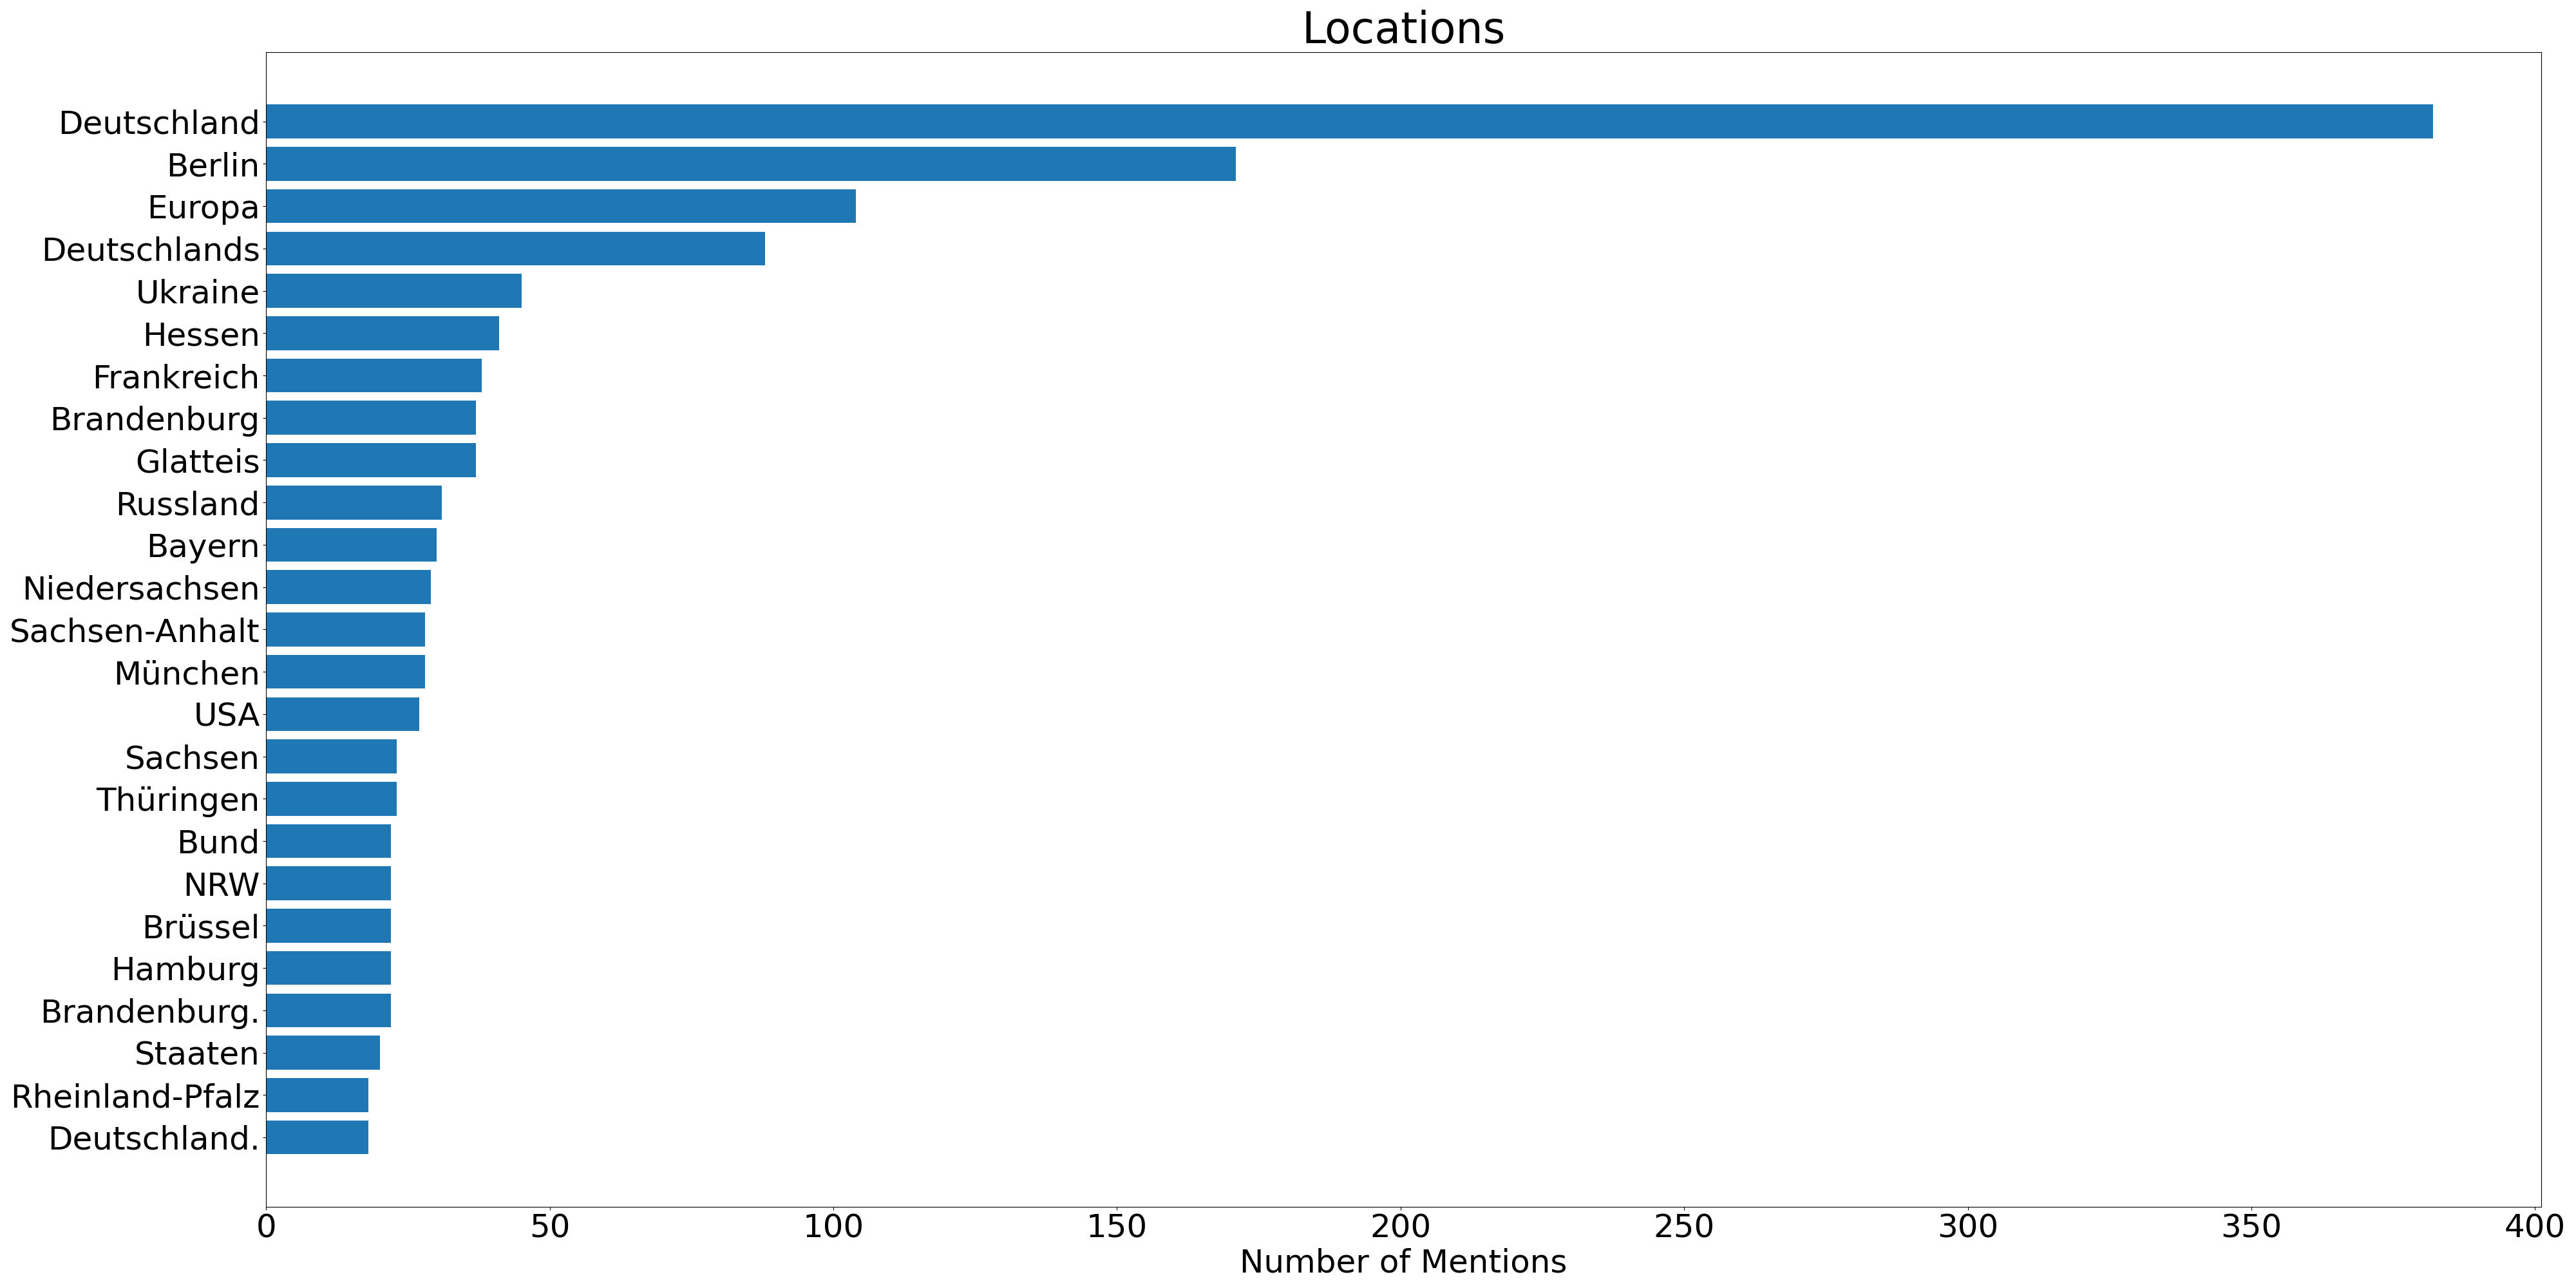 Locations
Deutschland
Berlin
Europa
Deutschlands
Ukraine
Hessen
Frankreich
Brandenburg
Glatteis
Russland
Bayern
Niedersachsen
Sachsen-Anhalt
München
USA
Sachsen
Thüringen
Bund
NRW
Brüssel
Hamburg
Brandenburg.
Staaten
Rheinland-Pfalz
Deutschland.
0 50 100 150 200 250 300 350 400
Number of Mentions